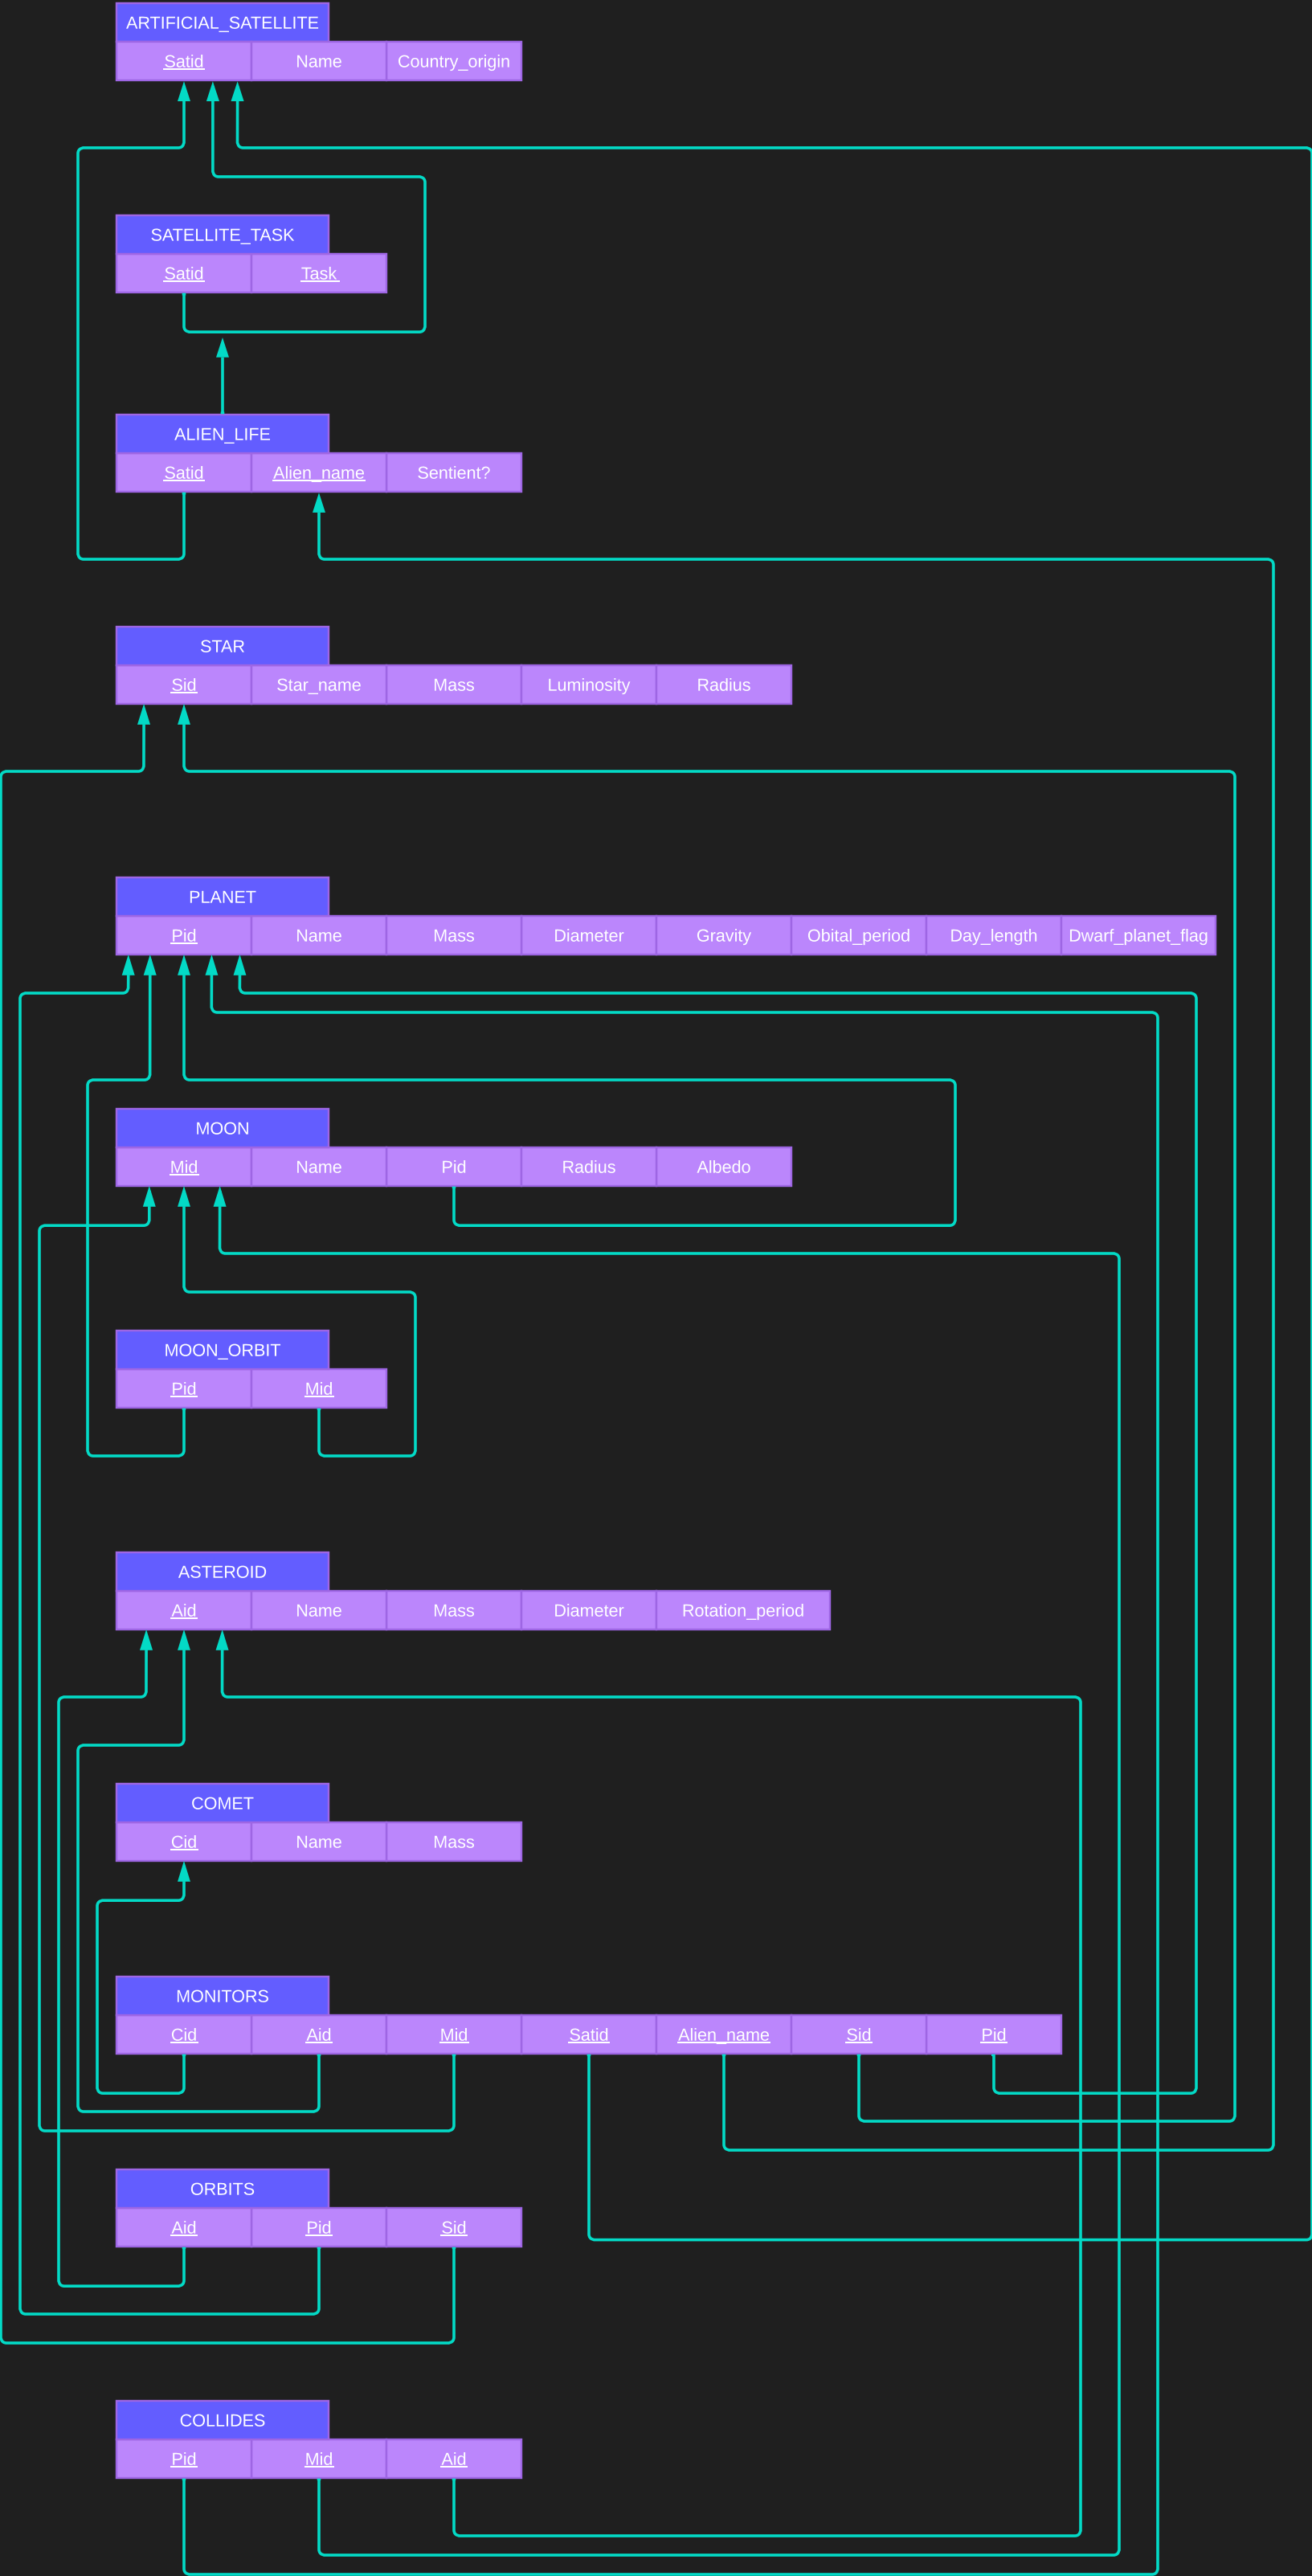 ARTIFICIAL_SATELLITE
Satid Name Country_origin
SATELLITE_TASK
Satid Task
ALIEN_LIFE
Satid Alien_name Sentient?
STAR
Sid Star_name Mass Luminosity Radius
PLANET
Pid Name Mass Diameter Gravity Obital_period Day_length Dwarf_planet_flag
MOON
Mid Name Pid Radius Albedo
MOON_ORBIT
Pid Mid
ASTEROID
Aid Name Mass Diameter Rotation_period
COMET
Cid Name Mass
MONITORS
Cid Aid Mid Satid Alien_name Sid Pid
ORBITS
Aid Pid Sid
COLLIDES
Pid Mid Aid